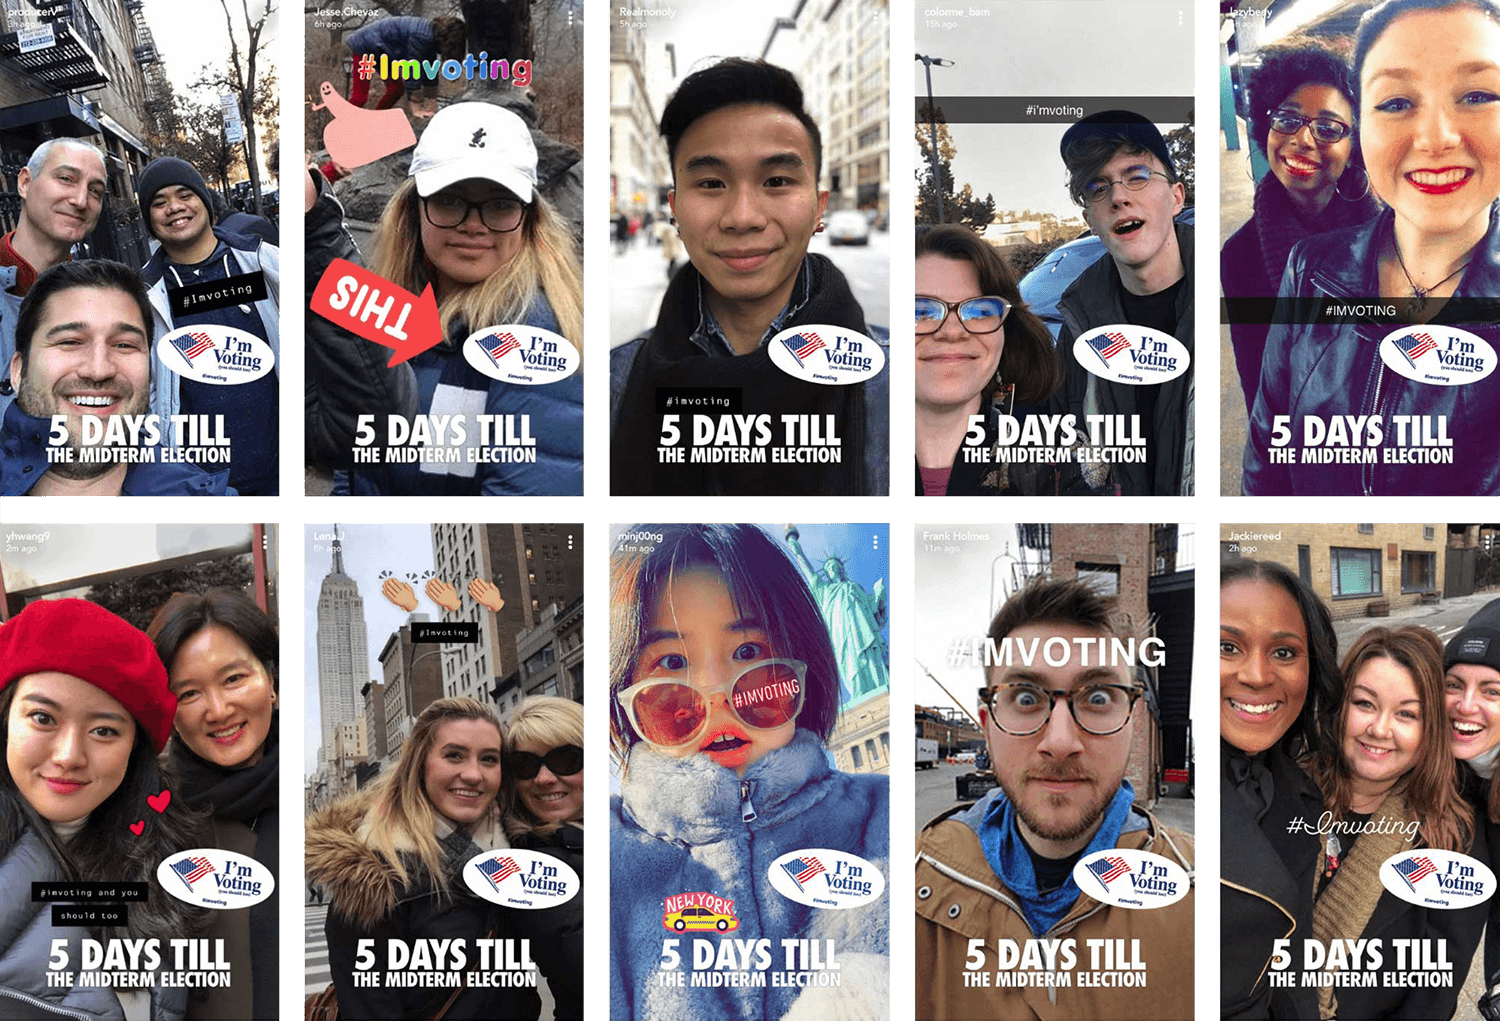 producerV
3h ago
#Imvoting
I'm
Voting
(you should too)
#imvoting
5 DAYS TILL
THE MIDTERM ELECTION
Jesse.Chevaz
6h ago
#Imvoting
THIS
I'm
Voting
(you should too)
#imvoting
5 DAYS TILL
THE MIDTERM ELECTION
Realmonoly
5h ago
I'm
Voting
(you should too)
#imvoting
#imvoting
5 DAYS TILL
THE MIDTERM ELECTION
colorme_bam
15h ago
#i'mvoting
I'm
Voting
(you should too)
#imvoting
5 DAYS TILL
THE MIDTERM ELECTION
ago
#IMVOTING
I'm
Voting
(you should too)
#imvoting
5 DAYS TILL
THE MIDTERM ELECTION
yhwang9
2m ago
I'm
Voting
(you should too)
#imvoting
#imvoting and you
should too
5 DAYS TILL
THE MIDTERM ELECTION
Lena.J
ago
#Imvoting
I'm
Voting
(you should too)
#imvoting
5 DAYS TILL
THE MIDTERM ELECTION
minj00ng
41m ago
#IMVOTING
I'm
Voting
(you should too)
#imvoting
NEW YORK
5 DAYS TILL
THE MIDTERM ELECTION
Frank Holmes
11m ago
#IMVOTING
I'm
Voting
(you should too)
#imvoting
5 DAYS TILL
THE MIDTERM ELECTION
Jackiereed
2h ago
#Imvoting
I'm
Voting
(you should too)
#imvoting
5 DAYS TILL
THE MIDTERM ELECTION